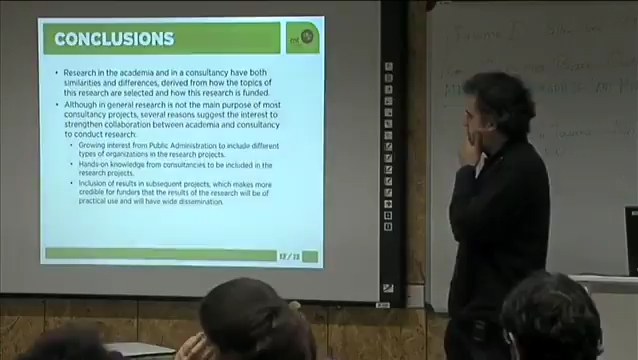 CONCLUSIONS
• Research in the academia and in a consultancy have both
similarities and differences, derived from how the topics of
this research are selected and how this research is funded.
• Although in general research is not the main purpose of most
consultancy projects, several reasons suggest the interest to
strengthen collaboration between academia and consultancy
to conduct research:
• Growing interest from Public Administration to include different
types of organizations in the research projects.
• Hands-on knowledge from consultancies to be included in the
research projects.
• Inclusion of results in subsequent projects, which makes more
credible for funders that the results of the research will be of
practical use and will have wide dissemination.
12 / 13